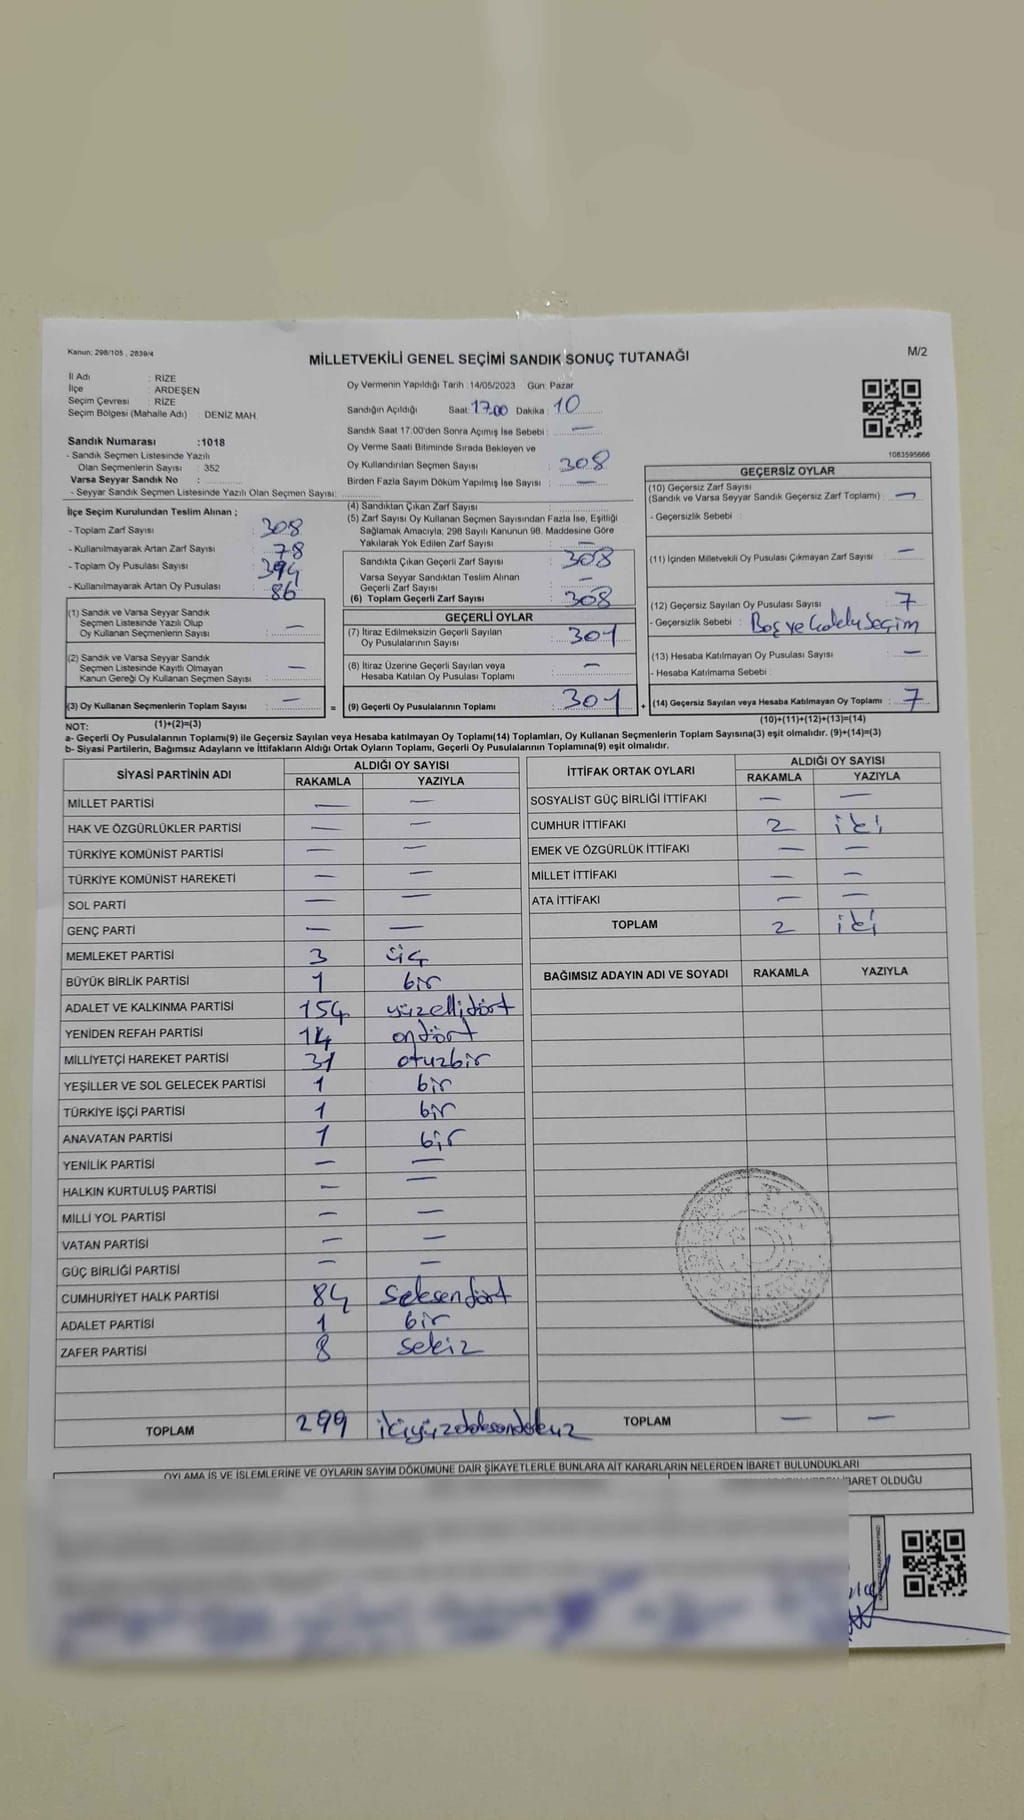 Kanun: 298/105 , 2839/4
MİLLETVEKİLİ GENEL SEÇİMİ SANDIK SONUÇ TUTANAĞI
M/2
İl Adı : RİZE
İlçe : ARDEŞEN
Seçim Çevresi : RİZE
Seçim Bölgesi (Mahalle Adı) : DENİZ MAH.
Sandık Numarası :1018
- Sandık Seçmen Listesinde Yazılı
Olan Seçmenlerin Sayısı : 352
Varsa Seyyar Sandık No :
- Seyyar Sandık Seçmen Listesinde Yazılı Olan Seçmen Sayısı:
Oy Vermenin Yapıldığı Tarih :14/05/2023 Gün: Pazar
Sandığın Açıldığı Saat: 17.00 Dakika : 10
Sandık Saat 17.00'den Sonra Açılmış İse Sebebi : —
Oy Verme Saati Bitiminde Sırada Bekleyen ve
Oy Kullandırılan Seçmen Sayısı : 308
Birden Fazla Sayım Döküm Yapılmış İse Sayısı : —
1083595666
İlçe Seçim Kurulundan Teslim Alınan ;
- Toplam Zarf Sayısı : 308
- Kullanılmayarak Artan Zarf Sayısı : 78
- Toplam Oy Pusulası Sayısı : 394
- Kullanılmayarak Artan Oy Pusulası : 86
(1) Sandık ve Varsa Seyyar Sandık
Seçmen Listesinde Yazılı Olup
Oy Kullanan Seçmenlerin Sayısı : —
(2) Sandık ve Varsa Seyyar Sandık
Seçmen Listesinde Kayıtlı Olmayan
Kanun Gereği Oy Kullanan Seçmen Sayısı : —
(3) Oy Kullanan Seçmenlerin Toplam Sayısı : —
=
(4) Sandıktan Çıkan Zarf Sayısı :
(5) Zarf Sayısı Oy Kullanan Seçmen Sayısından Fazla İse, Eşitliği
Sağlamak Amacıyla; 298 Sayılı Kanunun 98. Maddesine Göre
Yakılarak Yok Edilen Zarf Sayısı : —
Sandıkta Çıkan Geçerli Zarf Sayısı : 308
Varsa Seyyar Sandıktan Teslim Alınan
Geçerli Zarf Sayısı : —
(6) Toplam Geçerli Zarf Sayısı : 308
GEÇERLİ OYLAR
(7) İtiraz Edilmeksizin Geçerli Sayılan
Oy Pusulalarının Sayısı : 301
(8) İtiraz Üzerine Geçerli Sayılan veya
Hesaba Katılan Oy Pusulası Toplamı : —
(9) Geçerli Oy Pusulalarının Toplamı : 301
+
GEÇERSİZ OYLAR
(10) Geçersiz Zarf Sayısı
(Sandık ve Varsa Seyyar Sandık Geçersiz Zarf Toplamı) : —
- Geçersizlik Sebebi :
(11) İçinden Milletvekili Oy Pusulası Çıkmayan Zarf Sayısı : —
(12) Geçersiz Sayılan Oy Pusulası Sayısı : 7
- Geçersizlik Sebebi : Boş ve Seçim
(13) Hesaba Katılmayan Oy Pusulası Sayısı : —
- Hesaba Katılmama Sebebi :
(14) Geçersiz Sayılan veya Hesaba Katılmayan Oy Toplamı : 7
NOT: (1)+(2)=(3)
(10)+(11)+(12)+(13)=(14)
a- Geçerli Oy Pusulalarının Toplamı(9) ile Geçersiz Sayılan veya Hesaba katılmayan Oy Toplamı(14) Toplamları, Oy Kullanan Seçmenlerin Toplam Sayısına(3) eşit olmalıdır. (9)+(14)=(3)
b- Siyasi Partilerin, Bağımsız Adayların ve İttifakların Aldığı Ortak Oyların Toplamı, Geçerli Oy Pusulalarının Toplamına(9) eşit olmalıdır.
SİYASİ PARTİNİN ADI ALDIĞI OY SAYISI
RAKAMLA YAZIYLA
MİLLET PARTİSİ — —
HAK VE ÖZGÜRLÜKLER PARTİSİ — —
TÜRKİYE KOMÜNİST PARTİSİ — —
TÜRKİYE KOMÜNİST HAREKETİ — —
SOL PARTİ — —
GENÇ PARTİ — —
MEMLEKET PARTİSİ 3 üç
BÜYÜK BİRLİK PARTİSİ 1 bir
ADALET VE KALKINMA PARTİSİ 154 yüzellidört
YENİDEN REFAH PARTİSİ 14 ondört
MİLLİYETÇİ HAREKET PARTİSİ 31 otuzbir
YEŞİLLER VE SOL GELECEK PARTİSİ 1 bir
TÜRKİYE İŞÇİ PARTİSİ 1 bir
ANAVATAN PARTİSİ 1 bir
YENİLİK PARTİSİ — —
HALKIN KURTULUŞ PARTİSİ — —
MİLLİ YOL PARTİSİ — —
VATAN PARTİSİ — —
GÜÇ BİRLİĞİ PARTİSİ — —
CUMHURİYET HALK PARTİSİ 84 seksendört
ADALET PARTİSİ 1 bir
ZAFER PARTİSİ 8 sekiz
TOPLAM 299 ikiyüzdoksandokuz
İTTİFAK ORTAK OYLARI ALDIĞI OY SAYISI
RAKAMLA YAZIYLA
SOSYALİST GÜÇ BİRLİĞİ İTTİFAKI — —
CUMHUR İTTİFAKI 2 iki
EMEK VE ÖZGÜRLÜK İTTİFAKI — —
MİLLET İTTİFAKI — —
ATA İTTİFAKI — —
TOPLAM 2 iki
BAĞIMSIZ ADAYIN ADI VE SOYADI RAKAMLA YAZIYLA
TOPLAM — —
OYLAMA İŞ VE İŞLEMLERİNE VE OYLARIN SAYIM DÖKÜMÜNE DAİR ŞİKAYETLERLE BUNLARA AİT KARARLARIN NELERDEN İBARET BULUNDUKLARI
İBARET OLDUĞU